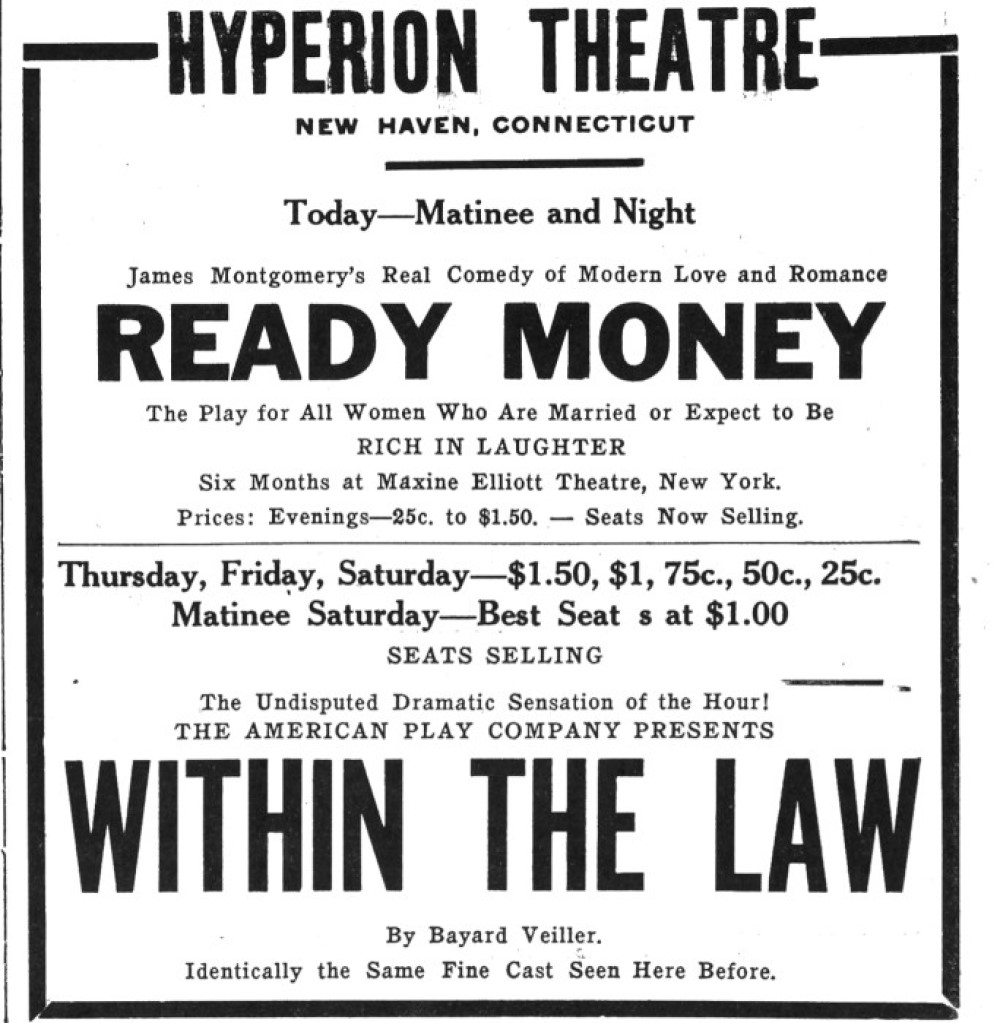 HYPERION THEATRE
NEW HAVEN, CONNECTICUT
Today—Matinee and Night
James Montgomery's Real Comedy of Modern Love and Romance
READY MONEY
The Play for All Women Who Are Married or Expect to Be
RICH IN LAUGHTER
Six Months at Maxine Elliott Theatre, New York.
Prices: Evenings—25c. to $1.50. — Seats Now Selling.
Thursday, Friday, Saturday—$1.50, $1, 75c., 50c., 25c.
Matinee Saturday—Best Seat s at $1.00
SEATS SELLING
The Undisputed Dramatic Sensation of the Hour!
THE AMERICAN PLAY COMPANY PRESENTS
WITHIN THE LAW
By Bayard Veiller.
Identically the Same Fine Cast Seen Here Before.